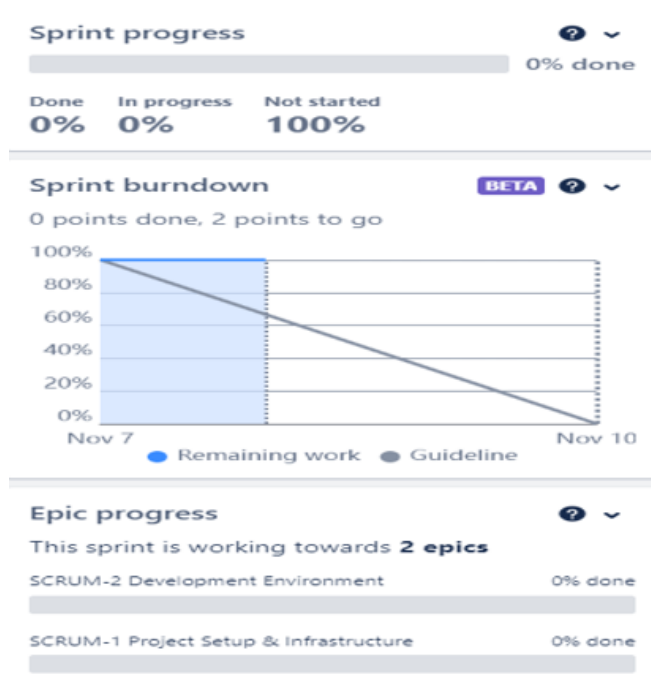 Sprint progress
0% done
Done In progress Not started
0% 0% 100%
Sprint burndown BETA
0 points done, 2 points to go
100%
80%
60%
40%
20%
0%
Nov 7 Nov 10
Remaining work Guideline
Epic progress
This sprint is working towards 2 epics
SCRUM-2 Development Environment 0% done
SCRUM-1 Project Setup & Infrastructure 0% done